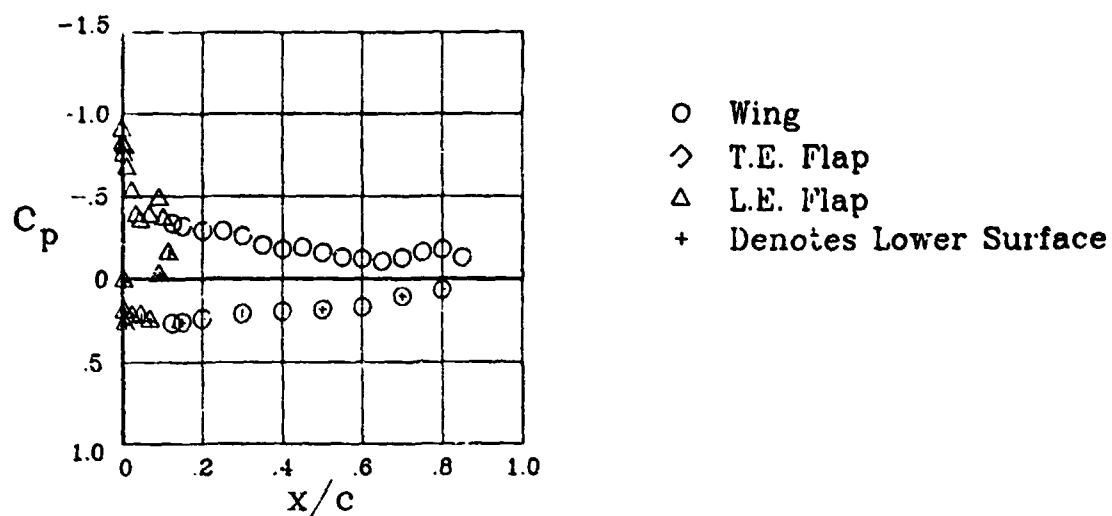 -1.5
-1.0
-.5
0
.5
1.0
Cp
0 .2 .4 .6 .8 1.0
x/c
Wing
T.E. Flap
L.E. Flap
+ Denotes Lower Surface